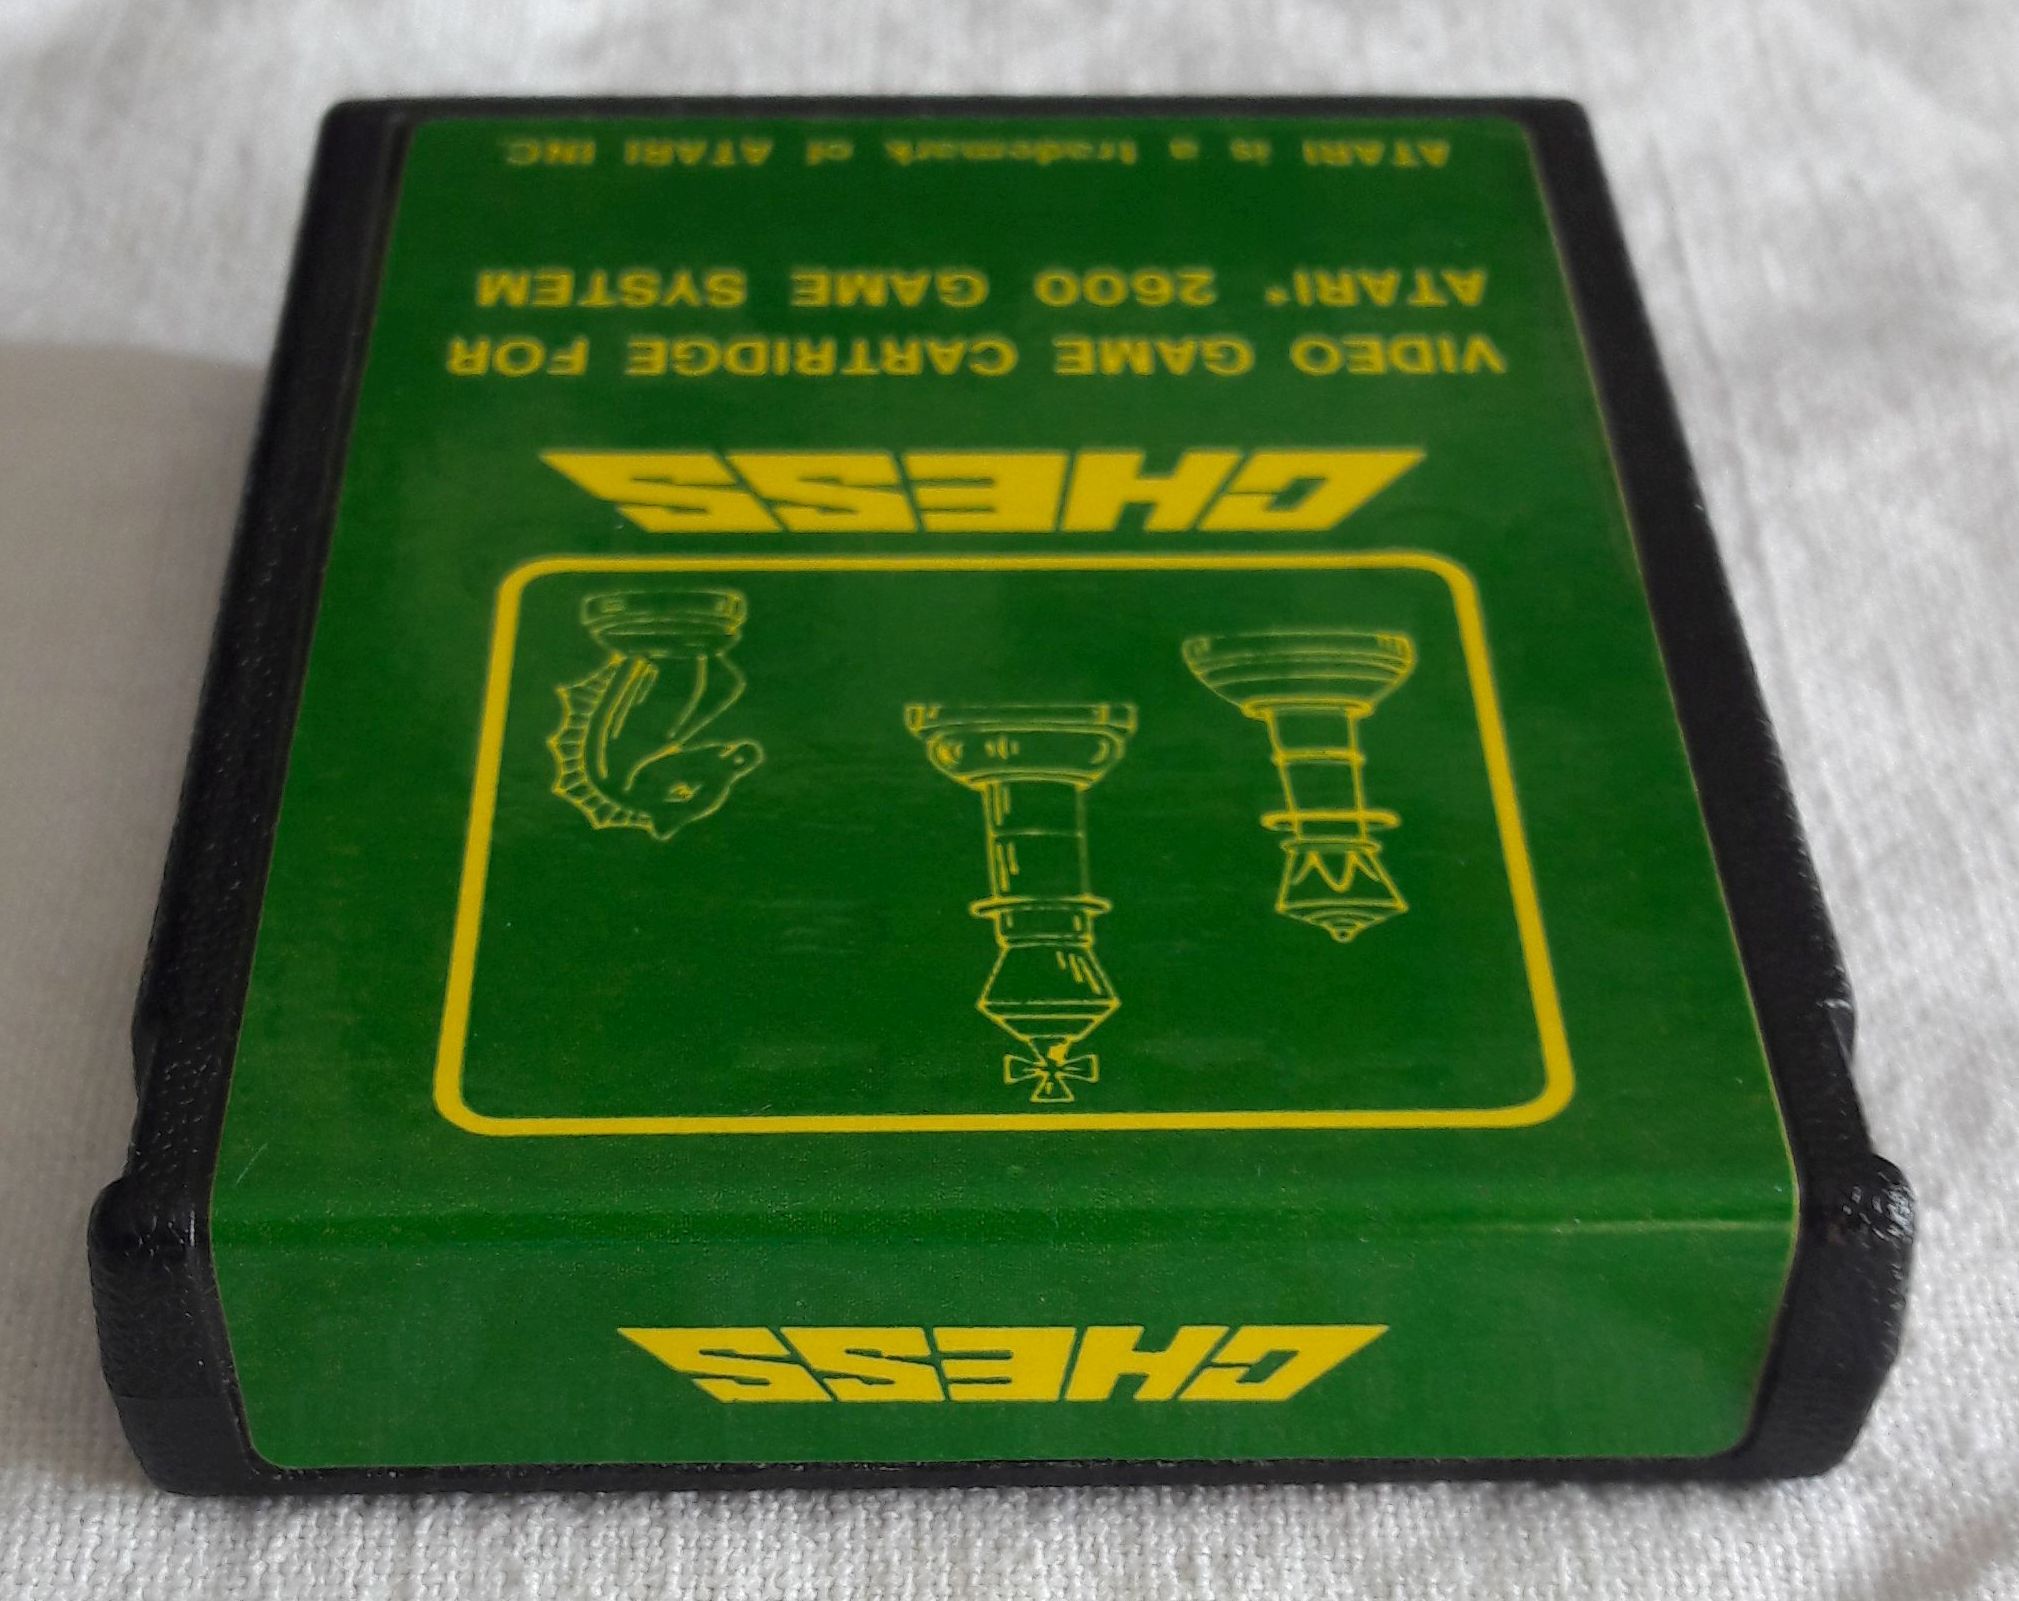 CHESS
CHESS
VIDEO GAME CARTRIDGE FOR
ATARI* 2600 GAME SYSTEM
ATARI is a trademark of ATARI INC.